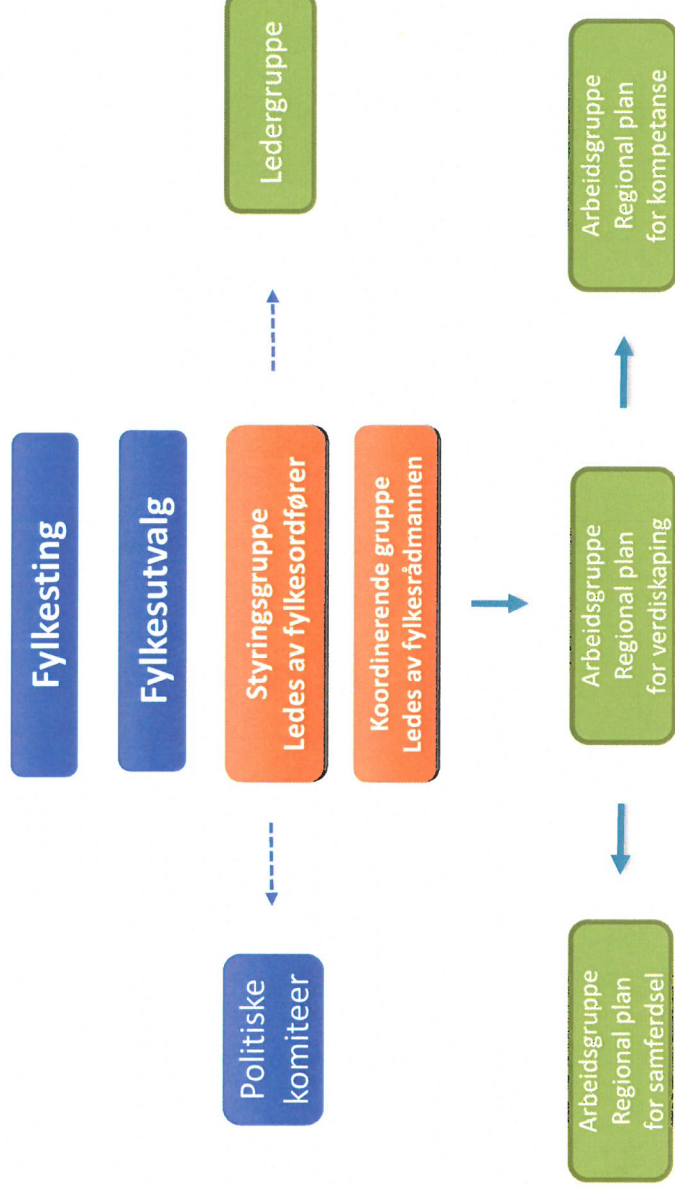 Fylkesting
Fylkesutvalg
Politiske
komiteer
Styringsgruppe
Ledes av fylkesordfører
Ledergruppe
Koordinerende gruppe
Ledes av fylkesrådmannen
Arbeidsgruppe
Regional plan
for samferdsel
Arbeidsgruppe
Regional plan
for verdiskaping
Arbeidsgruppe
Regional plan
for kompetanse